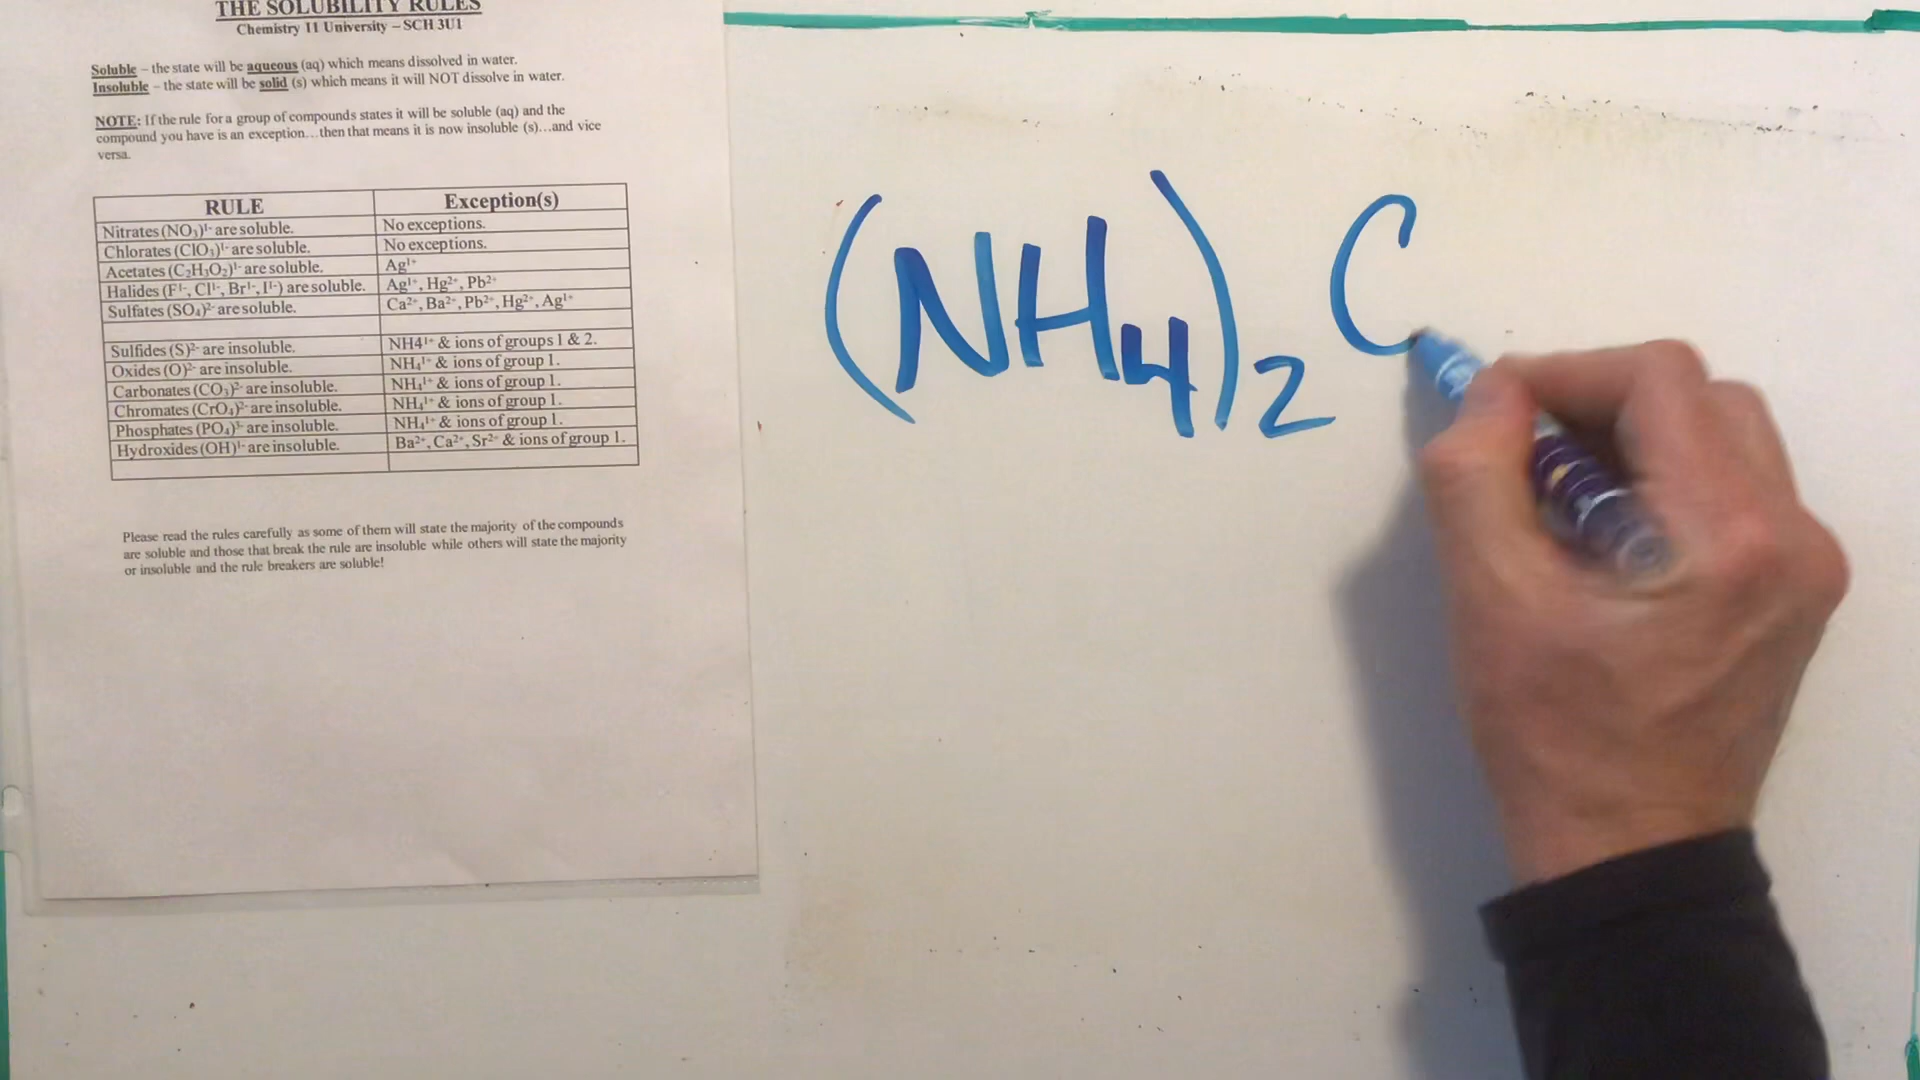 THE SOLUBILITY RULES
Chemistry 11 University – SCH 3U1
Soluble – the state will be aqueous (aq) which means dissolved in water.
Insoluble – the state will be solid (s) which means it will NOT dissolve in water.
NOTE: If the rule for a group of compounds states it will be soluble (aq) and the
compound you have is an exception…then that means it is now insoluble (s)…and vice
versa.
RULE Exception(s)
Nitrates (NO₃)¹⁻ are soluble. No exceptions.
Chlorates (ClO₃)¹⁻ are soluble. No exceptions.
Acetates (C₂H₃O₂)¹⁻ are soluble. Ag¹⁺
Halides (F¹⁻, Cl¹⁻, Br¹⁻, I¹⁻) are soluble. Ag¹⁺, Hg²⁺, Pb²⁺
Sulfates (SO₄)²⁻ are soluble. Ca²⁺, Ba²⁺, Pb²⁺, Hg²⁺, Ag¹⁺
Sulfides (S)²⁻ are insoluble. NH4¹⁺ & ions of groups 1 & 2.
Oxides (O)²⁻ are insoluble. NH₄¹⁺ & ions of group 1.
Carbonates (CO₃)²⁻ are insoluble. NH₄¹⁺ & ions of group 1.
Chromates (CrO₄)²⁻ are insoluble. NH₄¹⁺ & ions of group 1.
Phosphates (PO₄)³⁻ are insoluble. NH₄¹⁺ & ions of group 1.
Hydroxides (OH)¹⁻ are insoluble. Ba²⁺, Ca²⁺, Sr²⁺ & ions of group 1.
Please read the rules carefully as some of them will state the majority of the compounds
are soluble and those that break the rule are insoluble while others will state the majority
or insoluble and the rule breakers are soluble!
(NH₄)₂C